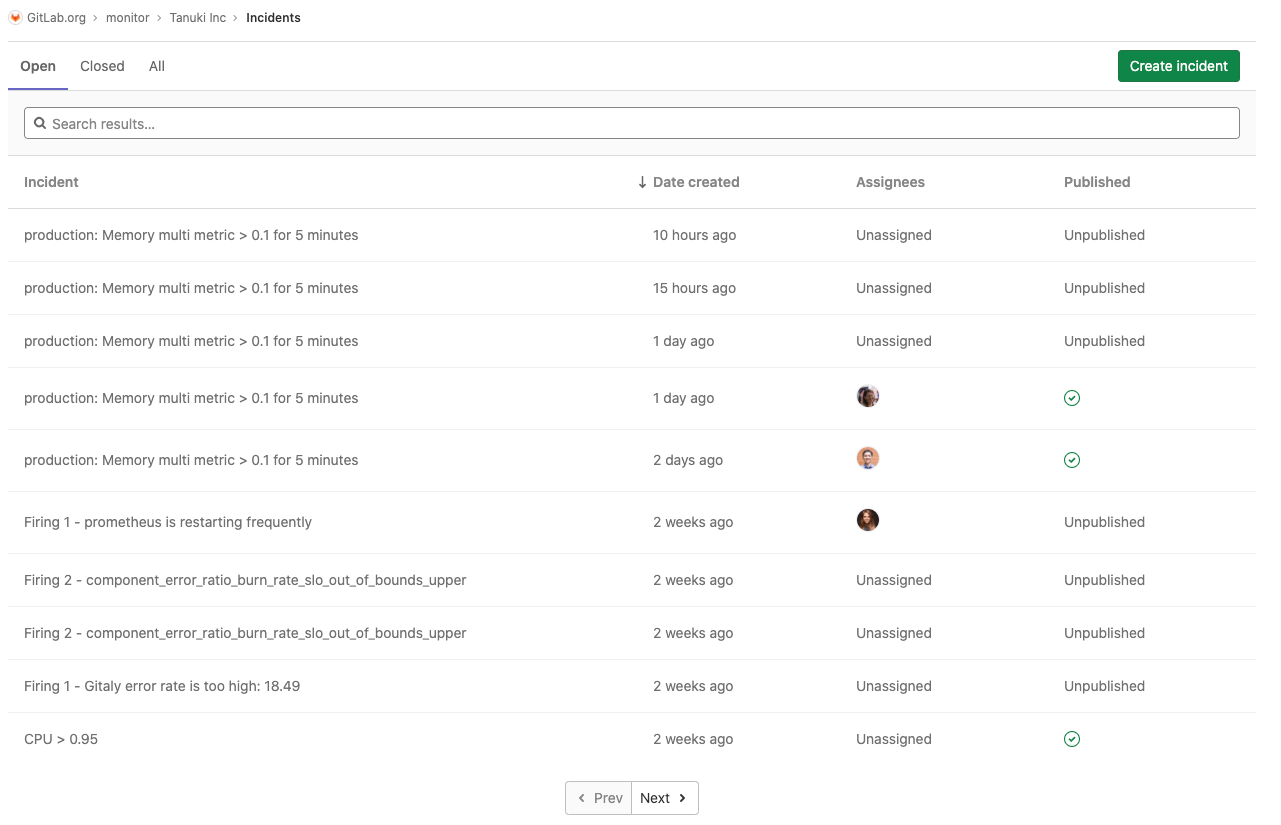 GitLab.org › monitor › Tanuki Inc › Incidents
Open Closed All Create incident
Search results...
Incident Date created Assignees Published
production: Memory multi metric > 0.1 for 5 minutes 10 hours ago Unassigned Unpublished
production: Memory multi metric > 0.1 for 5 minutes 15 hours ago Unassigned Unpublished
production: Memory multi metric > 0.1 for 5 minutes 1 day ago Unassigned Unpublished
production: Memory multi metric > 0.1 for 5 minutes 1 day ago
production: Memory multi metric > 0.1 for 5 minutes 2 days ago
Firing 1 - prometheus is restarting frequently 2 weeks ago Unpublished
Firing 2 - component_error_ratio_burn_rate_slo_out_of_bounds_upper 2 weeks ago Unassigned Unpublished
Firing 2 - component_error_ratio_burn_rate_slo_out_of_bounds_upper 2 weeks ago Unassigned Unpublished
Firing 1 - Gitaly error rate is too high: 18.49 2 weeks ago Unassigned Unpublished
CPU > 0.95 2 weeks ago Unassigned
Prev Next